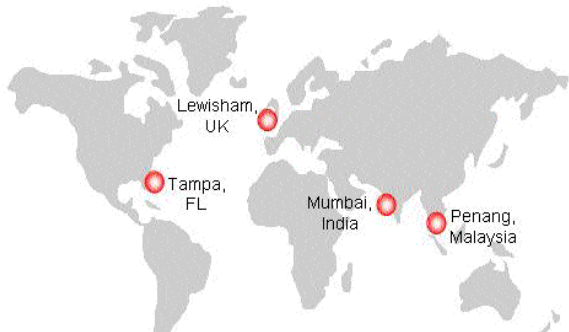 Lewisham,
UK
Tampa,
FL
Mumbai,
India
Penang,
Malaysia